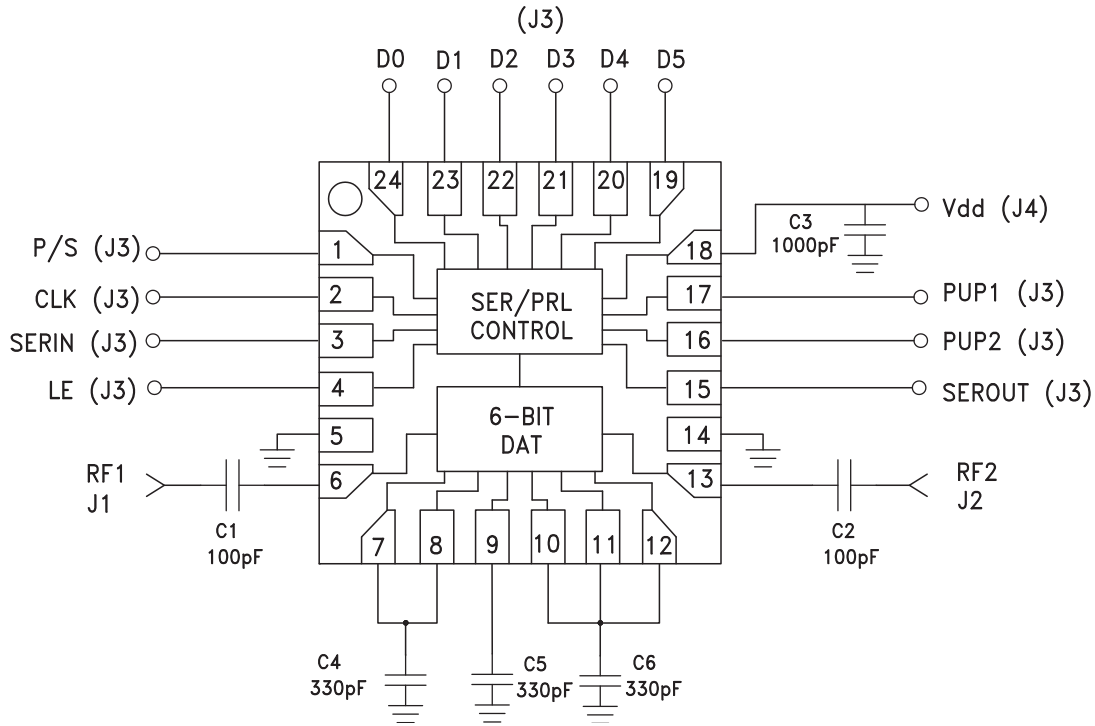 (J3)
D0 D1 D2 D3 D4 D5
24 23 22 21 20 19
P/S (J3) 1
CLK (J3) 2
SERIN (J3) 3
LE (J3) 4
5
RF1
J1
6
C1
100pF
SER/PRL
CONTROL
6-BIT
DAT
18
C3
1000pF
Vdd (J4)
17 PUP1 (J3)
16 PUP2 (J3)
15 SEROUT (J3)
14
13
RF2
J2
C2
100pF
7 8 9 10 11 12
C4
330pF
C5
330pF
C6
330pF